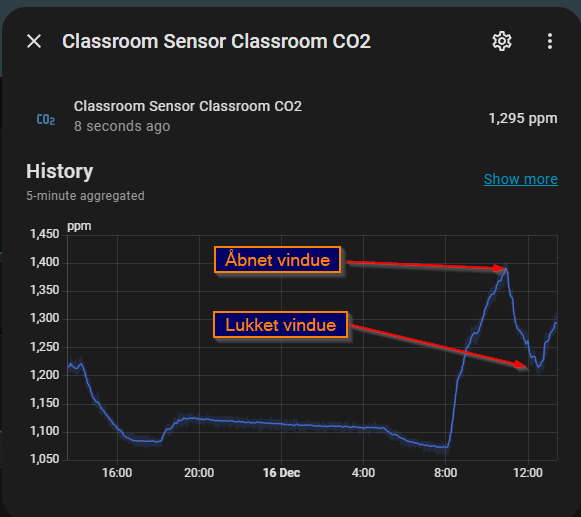 Classroom Sensor Classroom CO2
CO₂
Classroom Sensor Classroom CO2
8 seconds ago
1,295 ppm
History
Show more
5-minute aggregated
ppm
1,450
1,400
1,350
1,300
1,250
1,200
1,150
1,100
1,050
Åbnet vindue
Lukket vindue
16:00
20:00
16 Dec
4:00
8:00
12:00